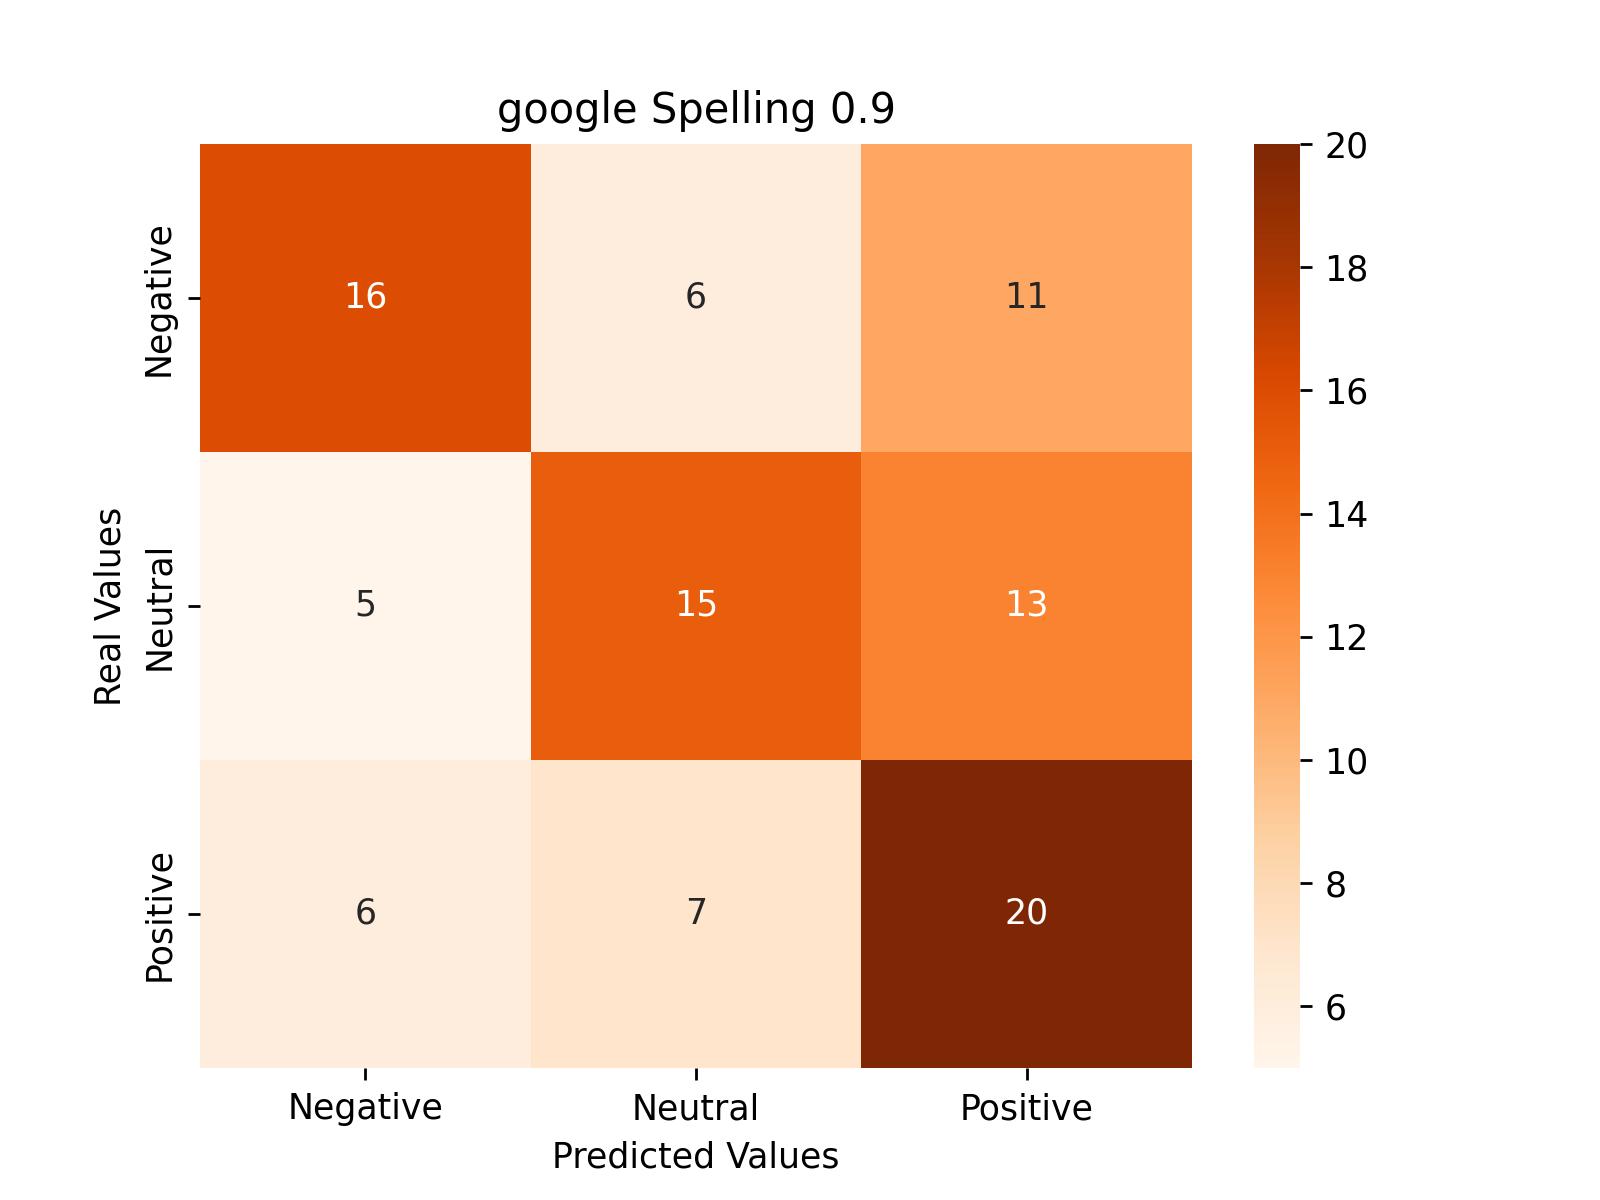 google Spelling 0.9
Real Values
Negative
Neutral
Positive
16 6 11
5 15 13
6 7 20
Negative Neutral Positive
Predicted Values
20
18
16
14
12
10
8
6